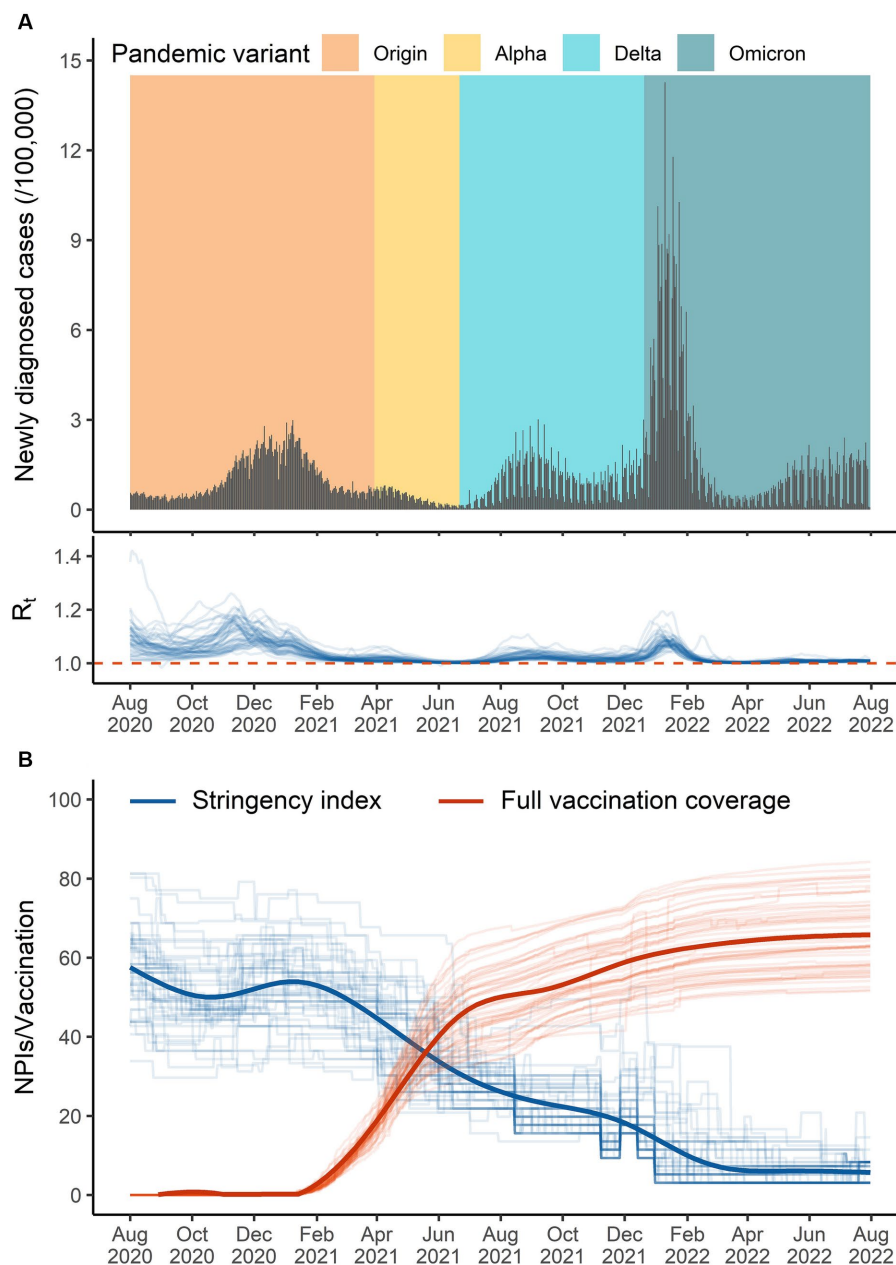 A
Pandemic variant Origin Alpha Delta Omicron
Newly diagnosed cases (/100,000)
15
12
9
6
3
0
Rt
1.4
1.2
1.0
Aug 2020 Oct 2020 Dec 2020 Feb 2021 Apr 2021 Jun 2021 Aug 2021 Oct 2021 Dec 2021 Feb 2022 Apr 2022 Jun 2022 Aug 2022
B
Stringency index Full vaccination coverage
NPIs/Vaccination
100
80
60
40
20
0
Aug 2020 Oct 2020 Dec 2020 Feb 2021 Apr 2021 Jun 2021 Aug 2021 Oct 2021 Dec 2021 Feb 2022 Apr 2022 Jun 2022 Aug 2022